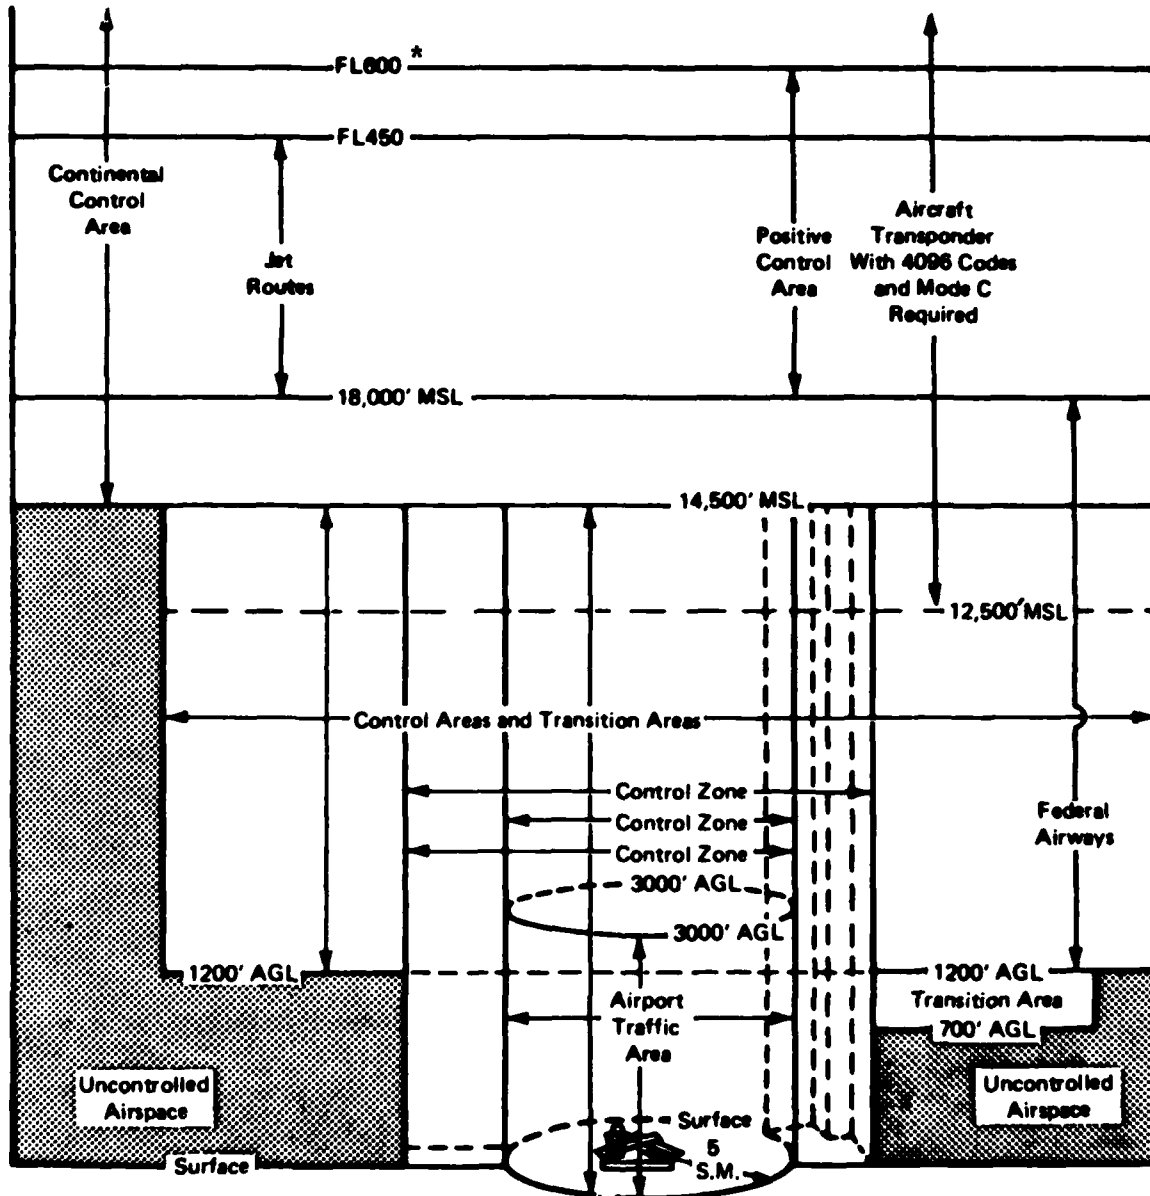 FL600 *
FL450
Continental
Control
Area
Jet
Routes
Positive
Control
Area
Aircraft
Transponder
With 4096 Codes
and Mode C
Required
18,000' MSL
14,500' MSL
12,500' MSL
Control Areas and Transition Areas
Control Zone
Control Zone
Control Zone
Federal
Airways
3000' AGL
3000' AGL
1200' AGL
1200' AGL
Transition Area
700' AGL
Airport
Traffic
Area
Uncontrolled
Airspace
Uncontrolled
Airspace
Surface
5
S.M.
Surface